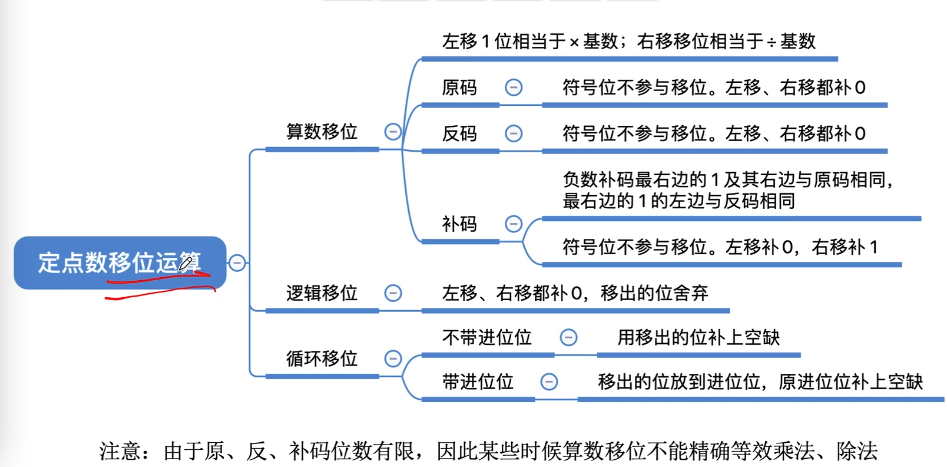 左移1位相当于×基数；右移移位相当于÷基数
原码
符号位不参与移位。左移、右移都补0
算数移位
反码
符号位不参与移位。左移、右移都补0
负数补码最右边的1及其右边与原码相同，
最右边的1的左边与反码相同
补码
符号位不参与移位。左移补0，右移补1
定点数移位运算
逻辑移位
左移、右移都补0，移出的位舍弃
循环移位
不带进位位
用移出的位补上空缺
带进位位
移出的位放到进位位，原进位位补上空缺
注意：由于原、反、补码位数有限，因此某些时候算数移位不能精确等效乘法、除法